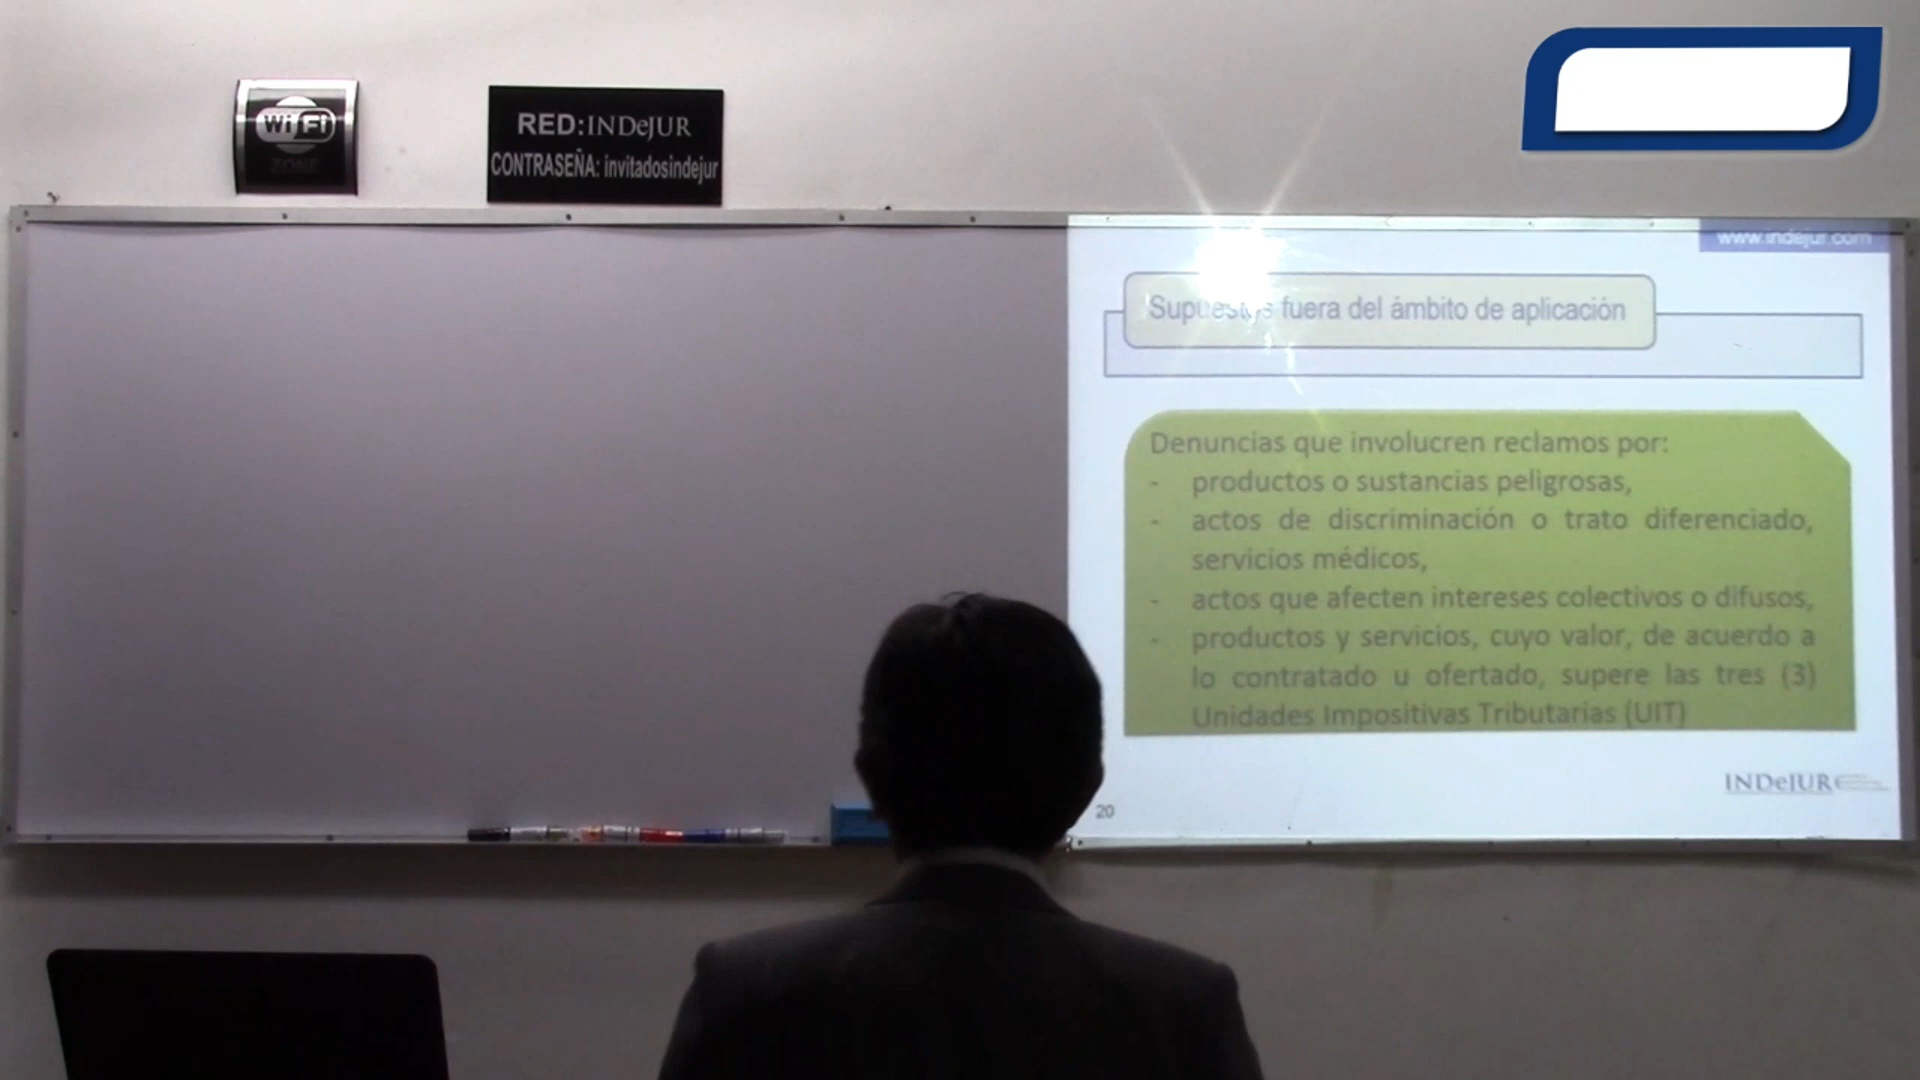 Wi Fi
ZONE
RED:INDeJUR
CONTRASEÑA: invitadosindejur
www.indejur.com
Supuestos fuera del ámbito de aplicación
Denuncias que involucren reclamos por:
- productos o sustancias peligrosas,
- actos de discriminación o trato diferenciado,
servicios médicos,
- actos que afecten intereses colectivos o difusos,
- productos y servicios, cuyo valor, de acuerdo a
lo contratado u ofertado, supere las tres (3)
Unidades Impositivas Tributarias (UIT)
INDeJUR
20